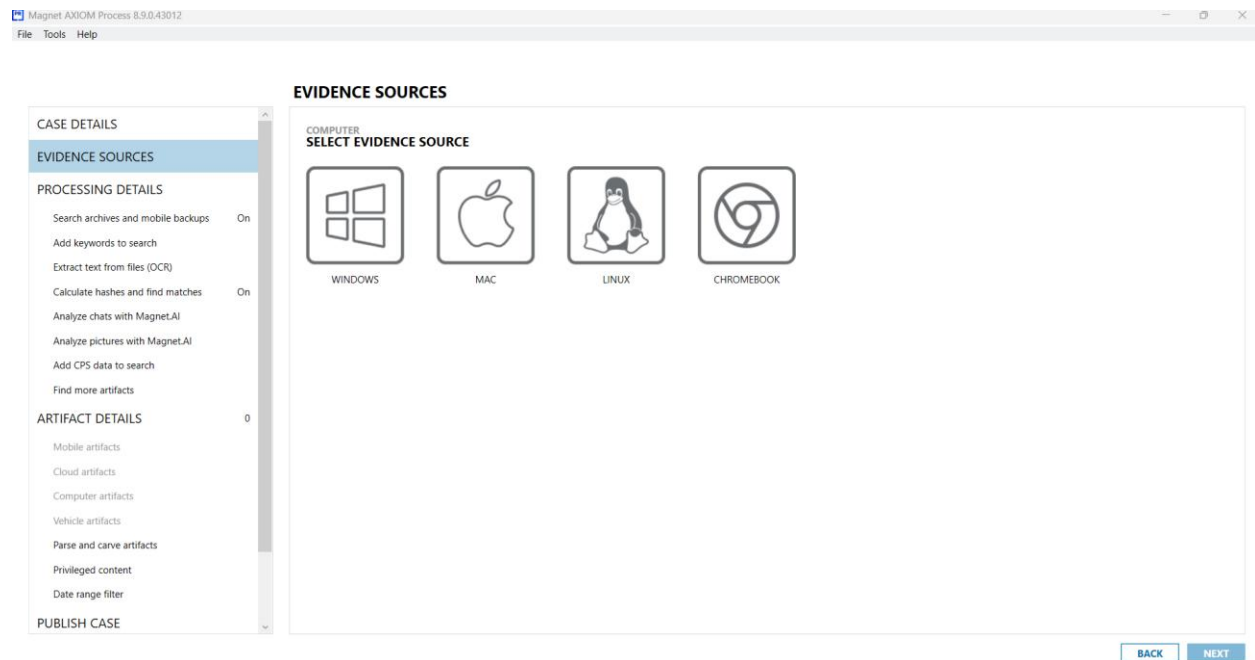 Magnet AXIOM Process 8.9.0.43012
File Tools Help
EVIDENCE SOURCES
CASE DETAILS
EVIDENCE SOURCES
PROCESSING DETAILS
Search archives and mobile backups On
Add keywords to search
Extract text from files (OCR)
Calculate hashes and find matches On
Analyze chats with Magnet.AI
Analyze pictures with Magnet.AI
Add CPS data to search
Find more artifacts
ARTIFACT DETAILS 0
Mobile artifacts
Cloud artifacts
Computer artifacts
Vehicle artifacts
Parse and carve artifacts
Privileged content
Date range filter
PUBLISH CASE
COMPUTER
SELECT EVIDENCE SOURCE
WINDOWS MAC LINUX CHROMEBOOK
BACK NEXT